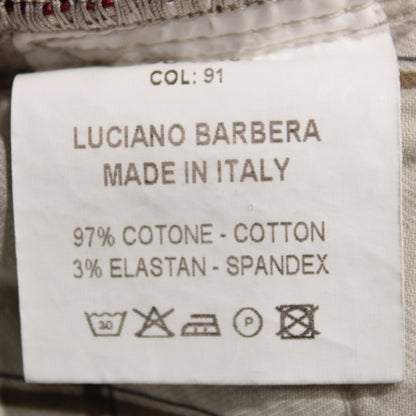 COL: 91
LUCIANO BARBERA
MADE IN ITALY
97% COTONE - COTTON
3% ELASTAN - SPANDEX
30 P